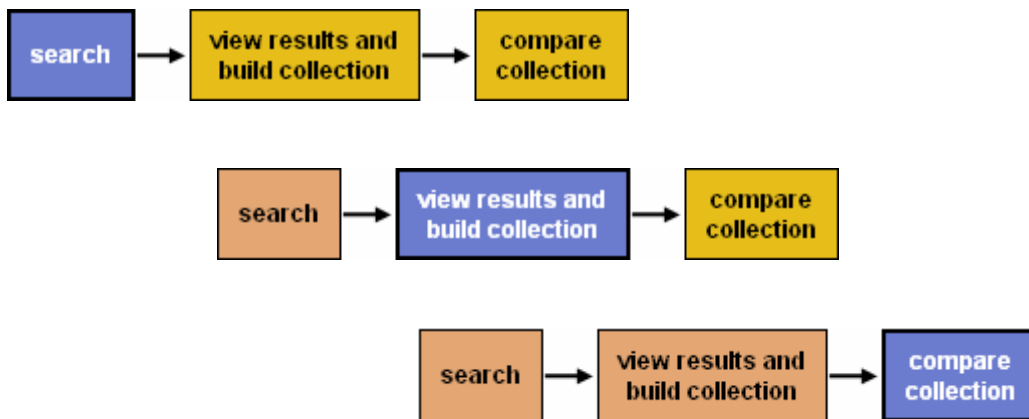 search
view results and
build collection
compare
collection
search
view results and
build collection
compare
collection
search
view results and
build collection
compare
collection